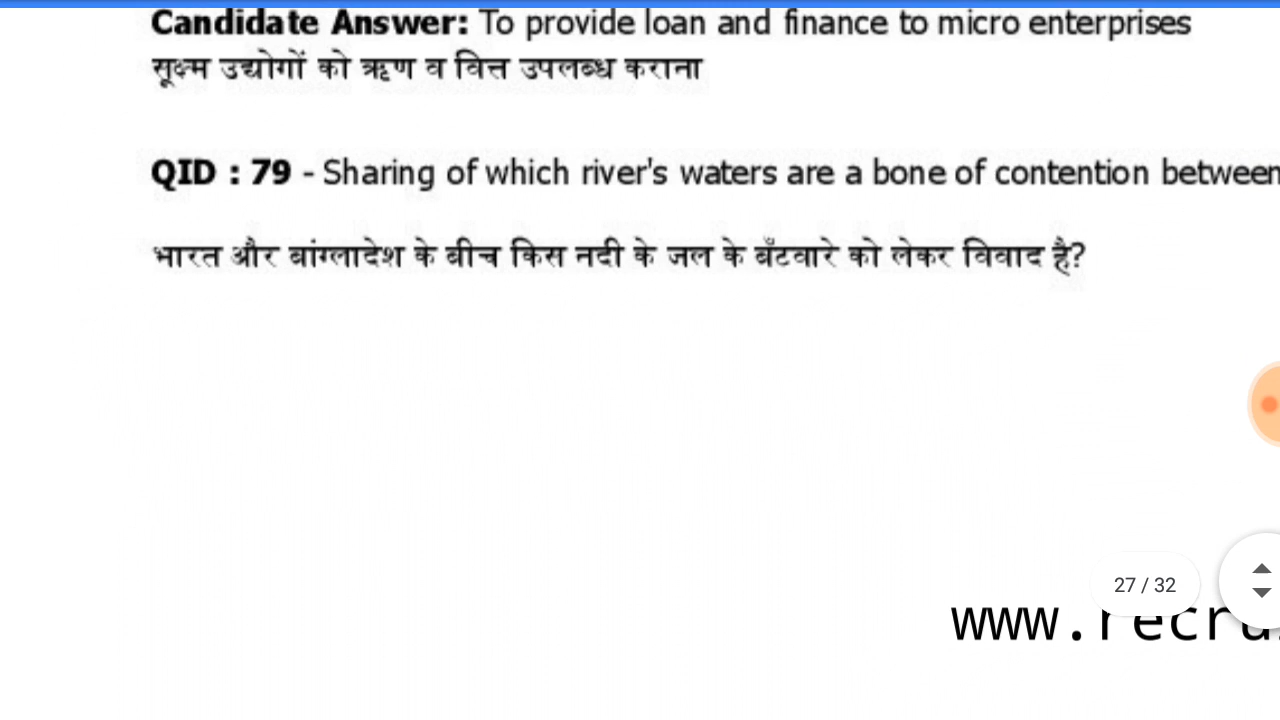 Candidate Answer: To provide loan and finance to micro enterprises
सूक्ष्म उद्योगों को ऋण व वित्त उपलब्ध कराना
QID : 79 - Sharing of which river's waters are a bone of contention between
भारत और बांग्लादेश के बीच किस नदी के जल के बँटवारे को लेकर विवाद है?
27 / 32